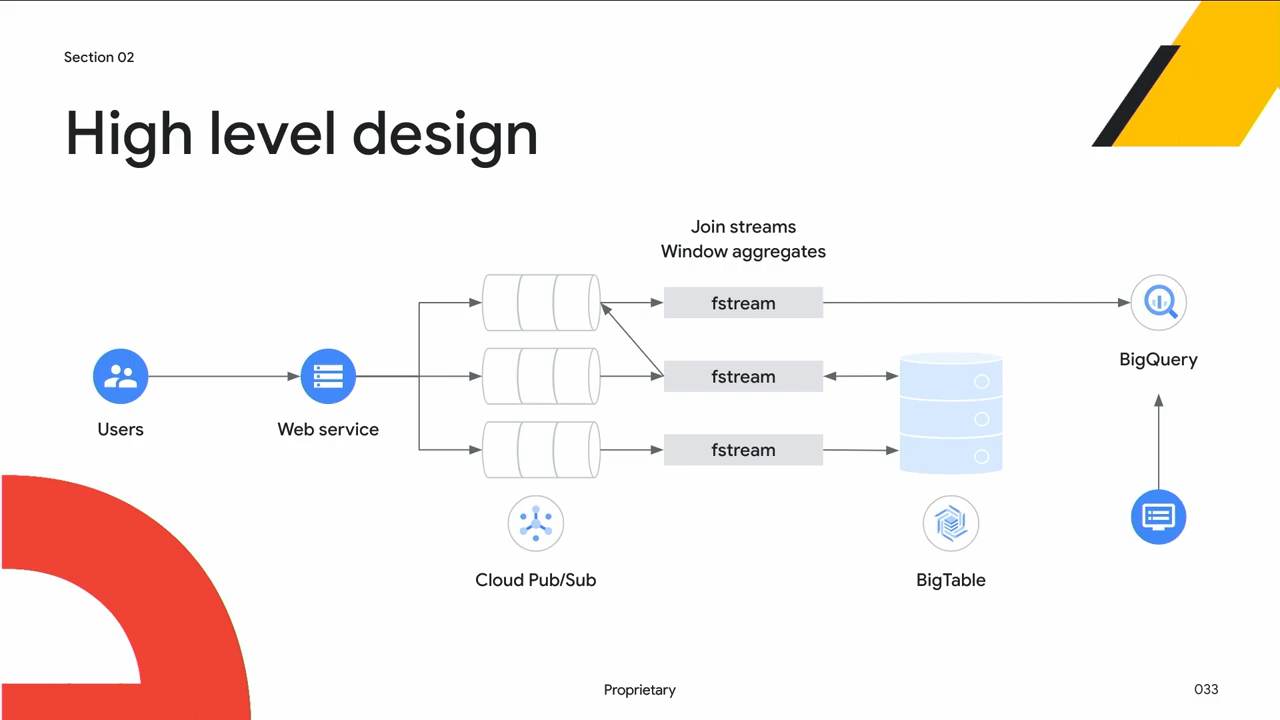 Section 02
High level design
Join streams
Window aggregates
fstream
fstream
fstream
Users
Web service
BigQuery
Cloud Pub/Sub
BigTable
Proprietary
033